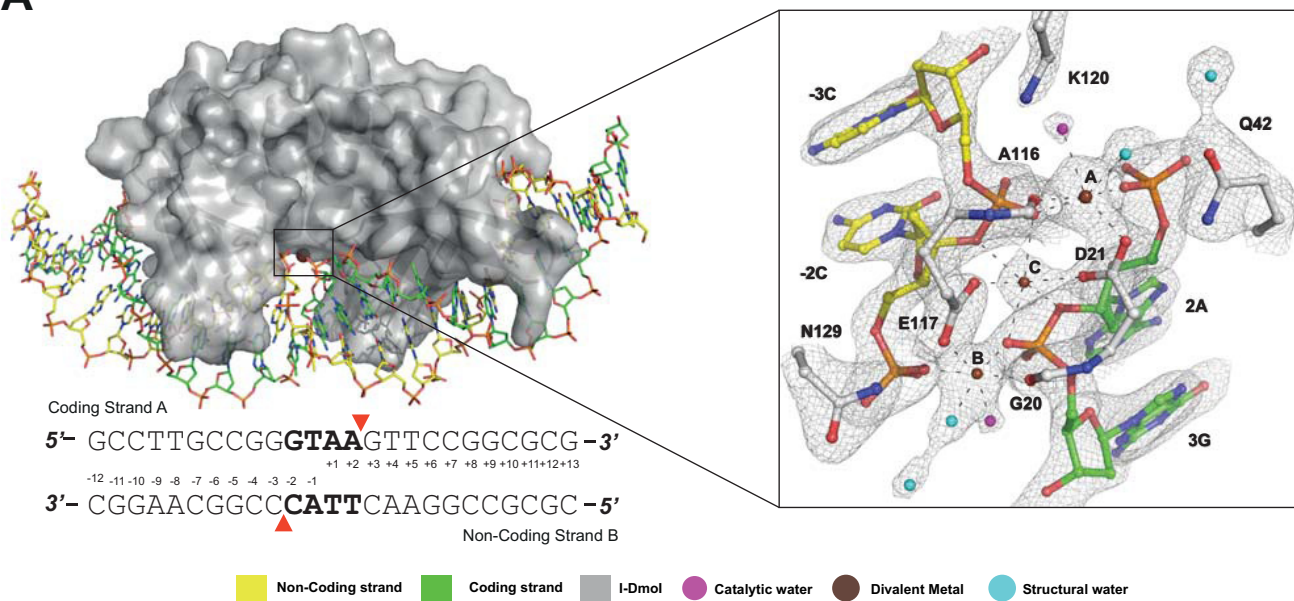 A
K120
-3C
Q42
A116
A
D21
-2C
C
2A
N129
E117
B
G20
3G
Coding Strand A
5'– GCCTTGCCGGGTAAGTTCCGGCGCG –3'
+1 +2 +3 +4 +5 +6 +7 +8 +9 +10 +11 +12 +13
-12 -11 -10 -9 -8 -7 -6 -5 -4 -3 -2 -1
3'– CGGAACGGCCCATTCAAGGCCGCGC –5'
Non-Coding Strand B
Non-Coding strand Coding strand I-Dmol Catalytic water Divalent Metal Structural water